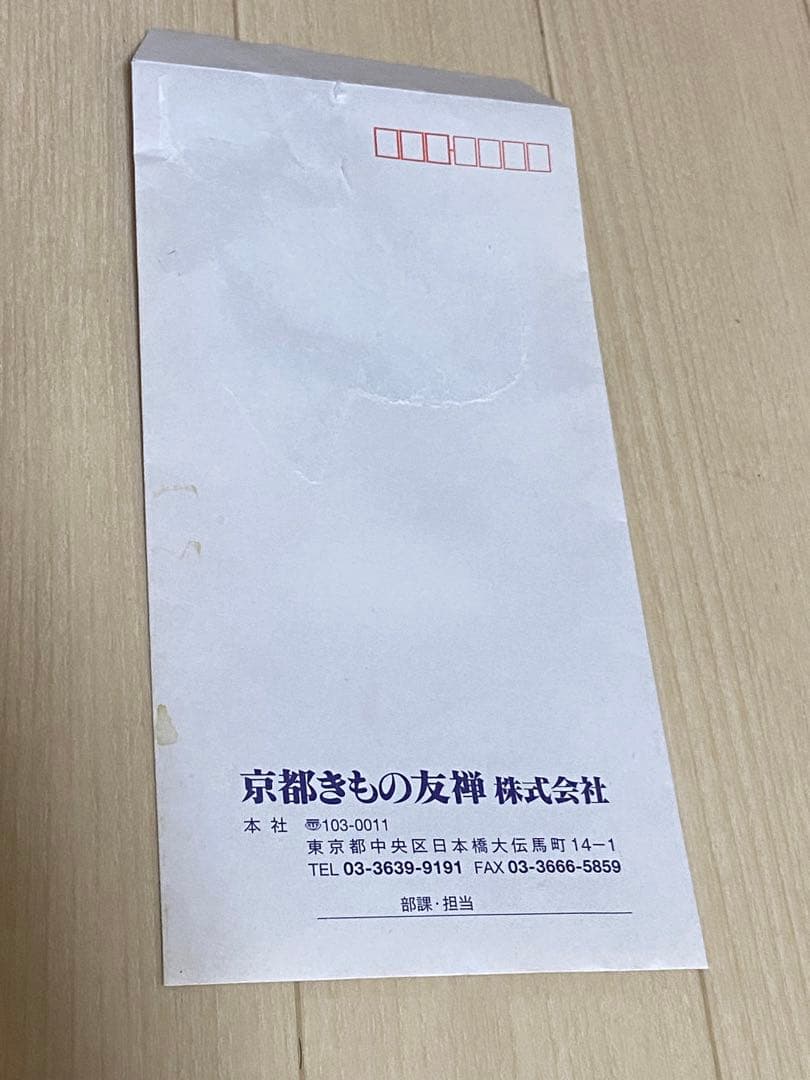 京都きもの友禅 株式会社
本社 〠103-0011
東京都中央区日本橋大伝馬町14−1
TEL 03-3639-9191 FAX 03-3666-5859
部課・担当